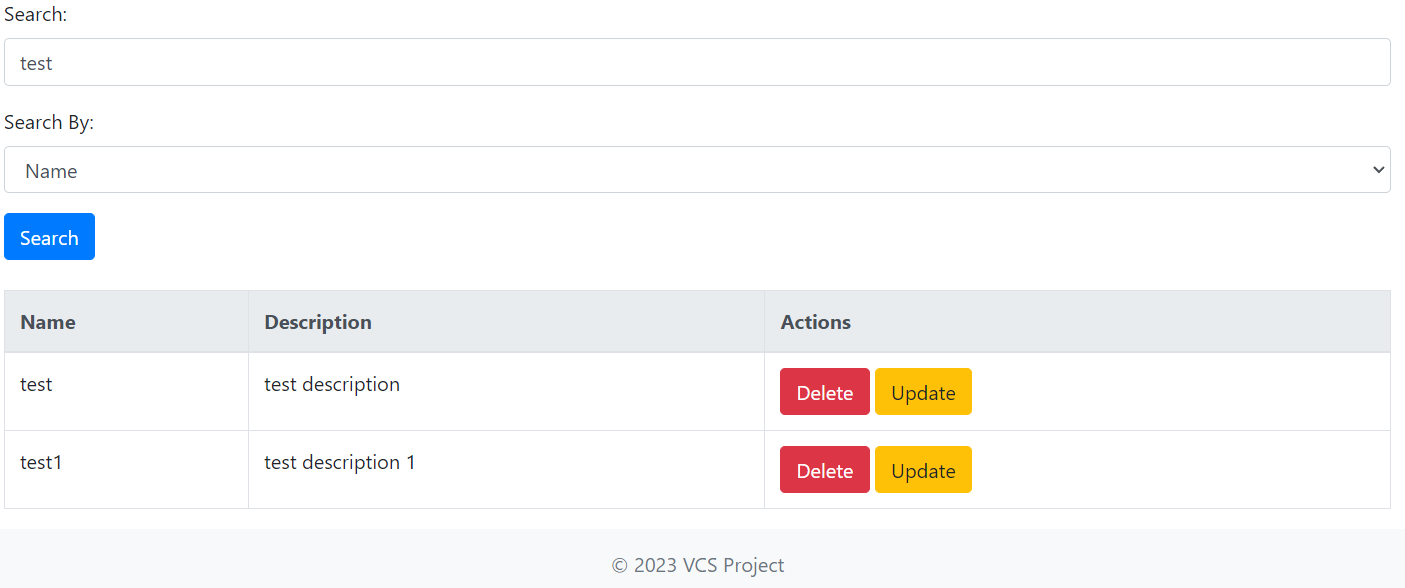 Search:
test
Search By:
Name
Search
Name Description Actions
test test description Delete Update
test1 test description 1 Delete Update
© 2023 VCS Project